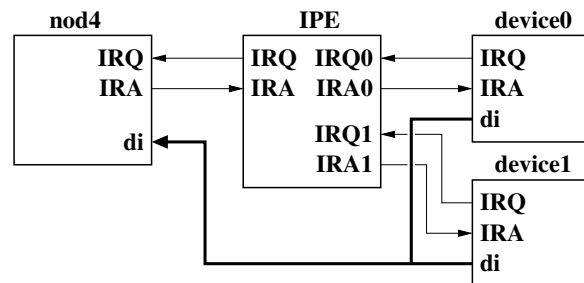 nod4 IPE device0
IRQ IRQ IRQ0 IRQ
IRA IRA IRA0 IRA
di
di IRQ1
IRA1 device1
IRQ
IRA
di